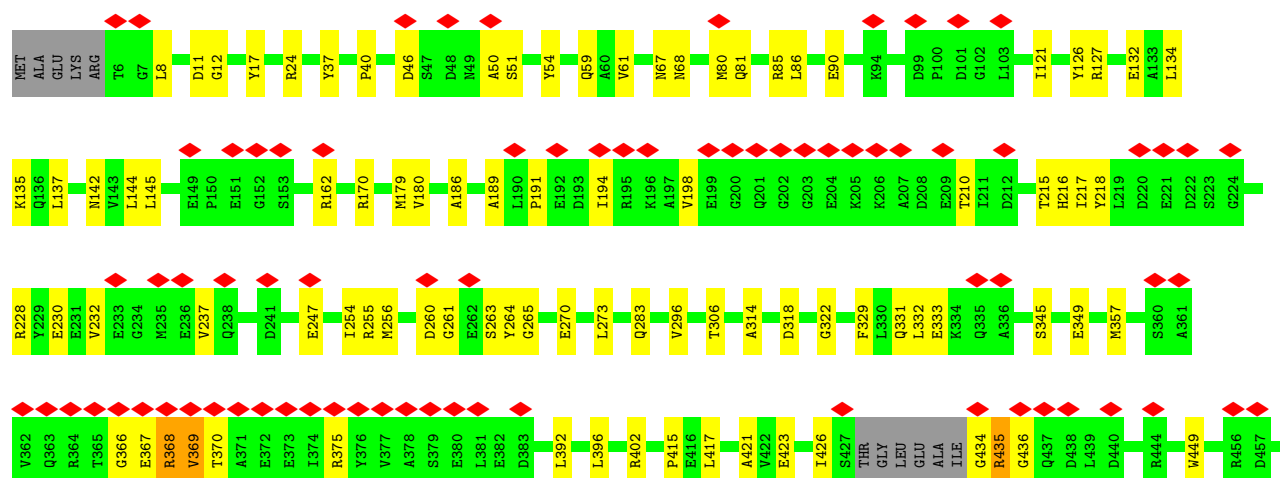 MET ALA GLU LYS ARG T6 G7 L8 D11 G12 Y17 R24 Y37 P40 D46 S47 D48 N49 A50 S51 Y54 Q59 A60 V61 N67 N68 M80 Q81 R85 L86 E90 K94 D99 P100 D101 G102 L103 I121 Y126 R127 E132 A133 L134
K135 Q136 L137 N142 V143 L144 L145 E149 P150 E151 G152 S153 R162 R170 M179 V180 A186 A189 L190 P191 E192 D193 I194 R195 K196 A197 V198 E199 G200 Q201 G202 G203 E204 K205 K206 A207 D208 E209 T210 I211 D212 T215 H216 I217 Y218 L219 D220 E221 D222 S223 G224
R228 Y229 E230 E231 V232 E233 G234 M235 E236 V237 Q238 D241 E247 I254 R255 M256 D260 G261 E262 S263 Y264 G265 E270 L273 Q283 V296 T306 A314 D318 G322 F329 L330 Q331 L332 E333 K334 Q335 A336 S345 E349 M357 S360 A361
V362 Q363 R364 T365 G366 E367 R368 V369 T370 A371 E372 E373 I374 R375 Y376 V377 A378 S379 E380 L381 E382 D383 L392 L396 R402 P415 E416 L417 A421 V422 E423 I426 S427 THR GLY LEU GLU ALA ILE G434 R435 G436 Q437 D438 L439 D440 R444 W449 R456 D457